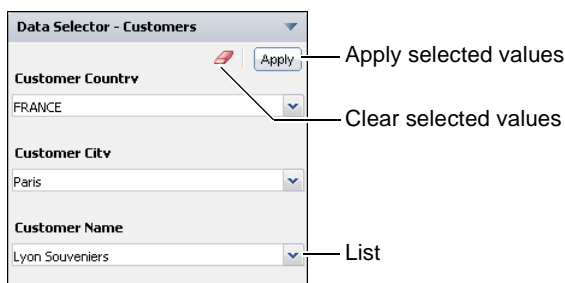 Data Selector - Customers
Apply
Apply selected values
Customer Country
FRANCE
Clear selected values
Customer City
Paris
Customer Name
Lyon Souveniers
List